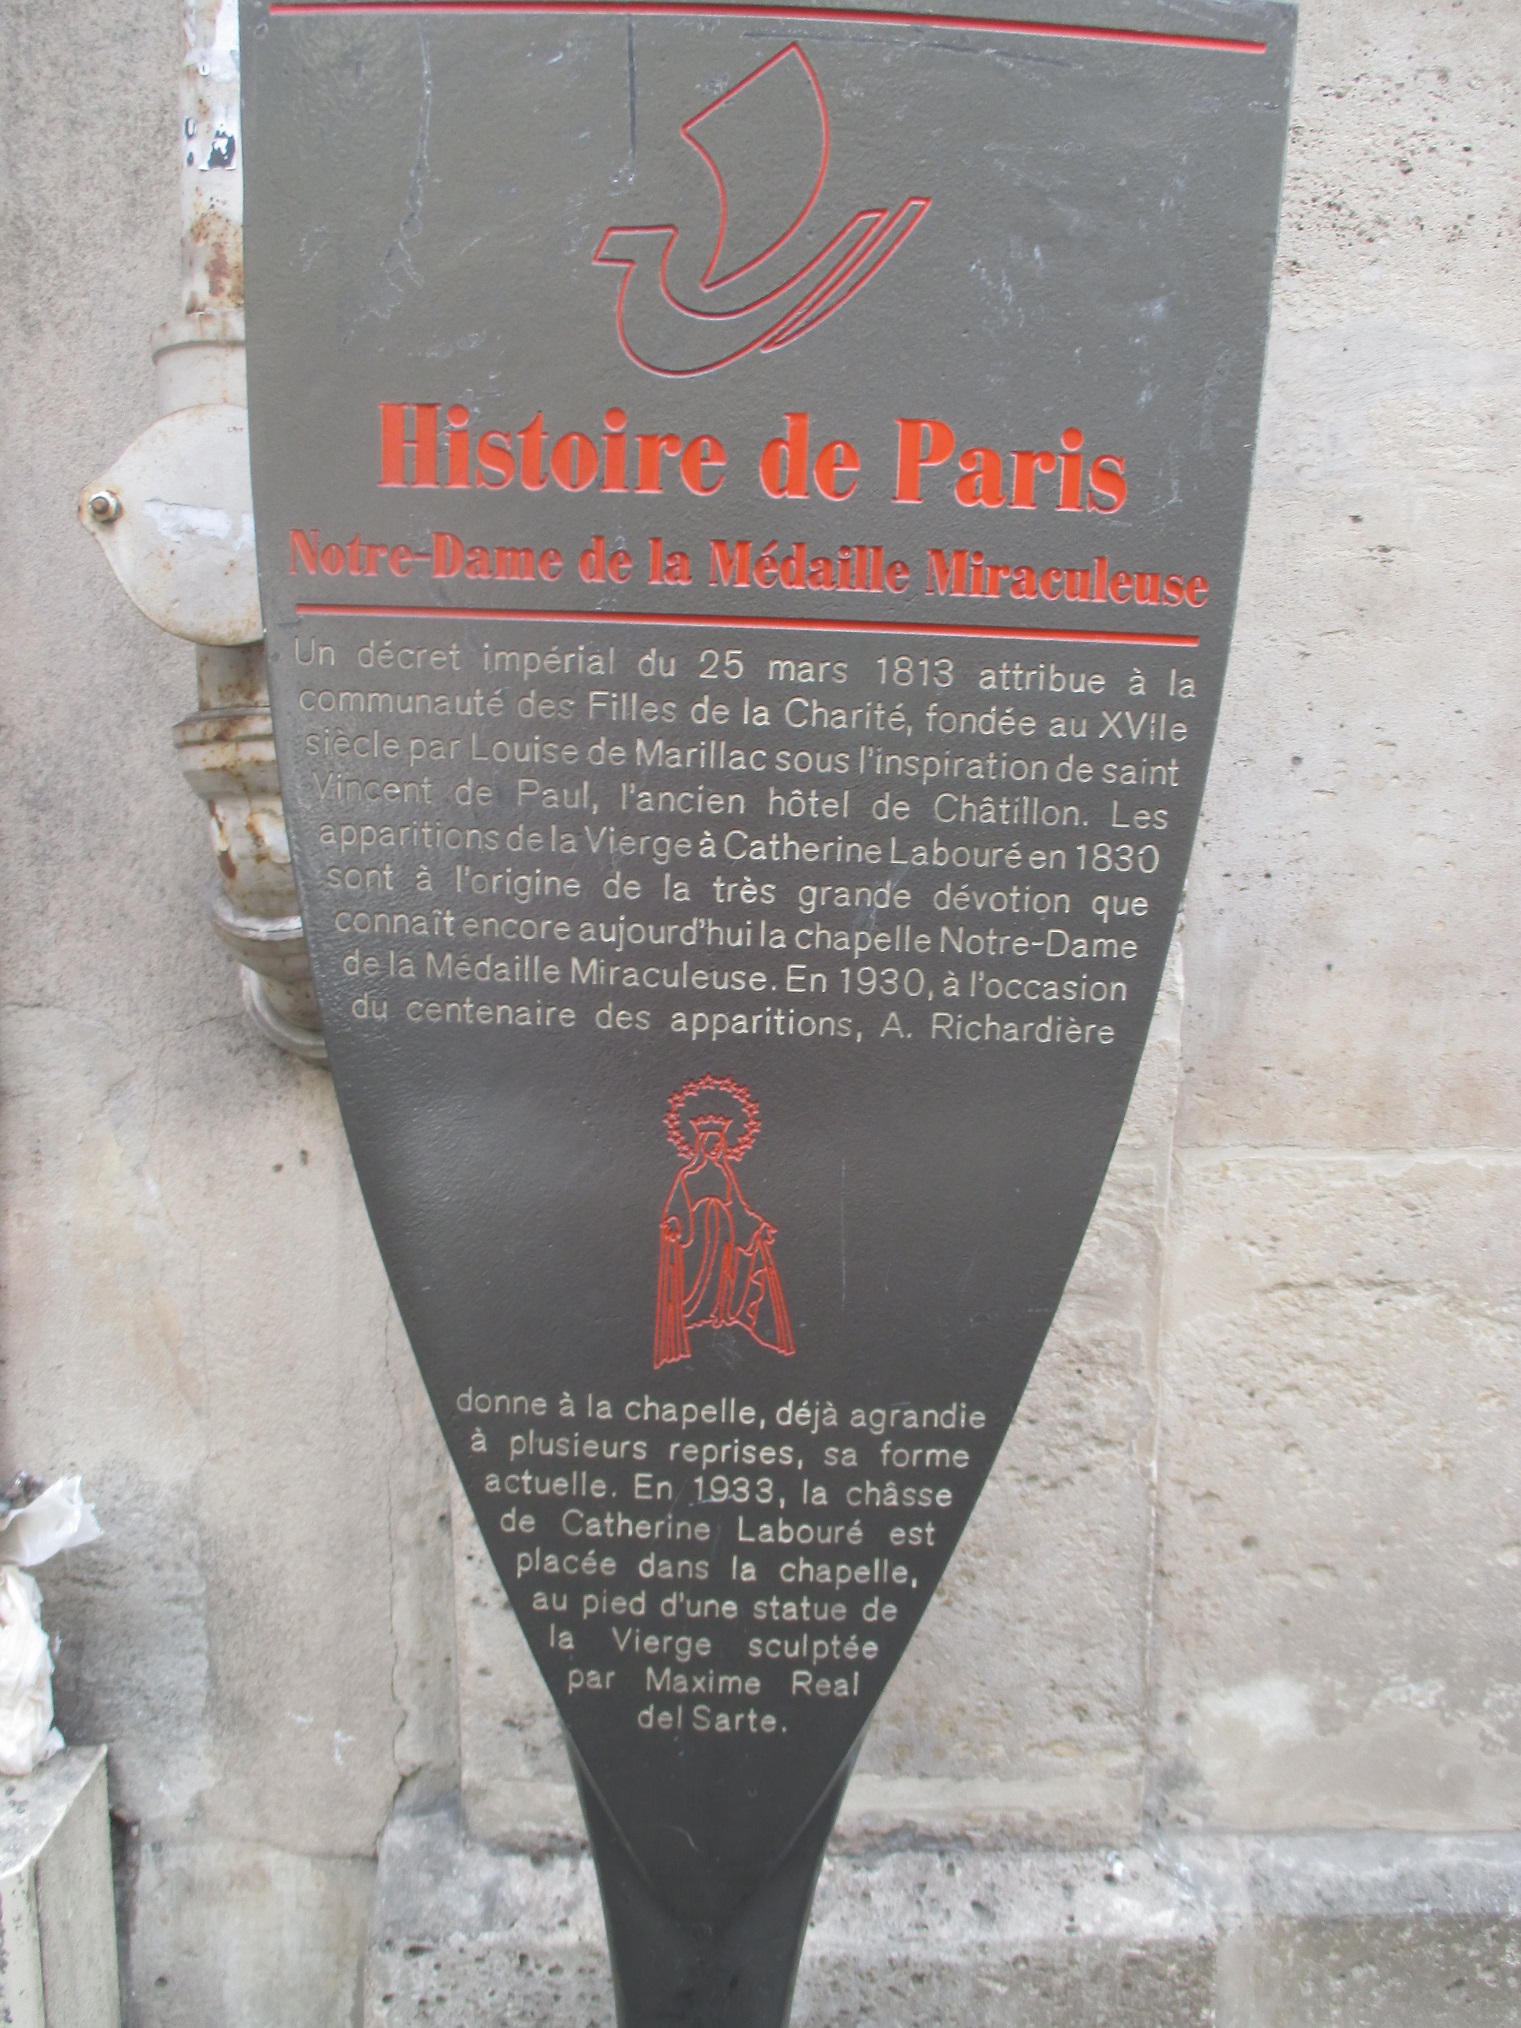 Histoire de Paris
Notre-Dame de la Médaille Miraculeuse
Un décret impérial du 25 mars 1813 attribue à la
communauté des Filles de la Charité, fondée au XVIIe
siècle par Louise de Marillac sous l'inspiration de saint
Vincent de Paul, l'ancien hôtel de Châtillon. Les
apparitions de la Vierge à Catherine Labouré en 1830
sont à l'origine de la très grande dévotion que
connaît encore aujourd'hui la chapelle Notre-Dame
de la Médaille Miraculeuse. En 1930, à l'occasion
du centenaire des apparitions, A. Richardière
donne à la chapelle, déjà agrandie
à plusieurs reprises, sa forme
actuelle. En 1933, la châsse
de Catherine Labouré est
placée dans la chapelle,
au pied d'une statue de
la Vierge sculptée
par Maxime Real
del Sarte.